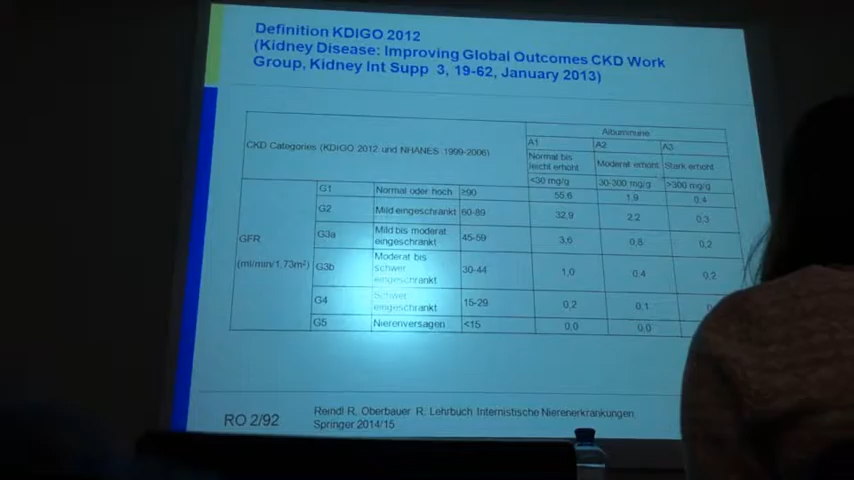 Definition KDIGO 2012
(Kidney Disease: Improving Global Outcomes CKD Work
Group, Kidney Int Supp 3, 19-62, January 2013)
CKD Categories (KDIGO 2012 und NHANES 1999-2006)
Albuminurie
A1 A2 A3
Normal bis
leicht erhöht
Moderat erhöht Stark erhöht
<30 mg/g 30-300 mg/g >300 mg/g
GFR
(ml/min/1,73m²)
G1 Normal oder hoch ≥90 55,6 1,9 0,4
G2 Mild eingeschränkt 60-89 32,9 2,2 0,3
G3a Mild bis moderat
eingeschränkt 45-59 3,6 0,8 0,2
G3b Moderat bis
schwer
eingeschränkt 30-44 1,0 0,4 0,2
G4 Schwer
eingeschränkt 15-29 0,2 0,1
G5 Nierenversagen <15 0,0 0,0
RO 2/92
Reindl R, Oberbauer R. Lehrbuch Internistische Nierenerkrankungen
Springer 2014/15